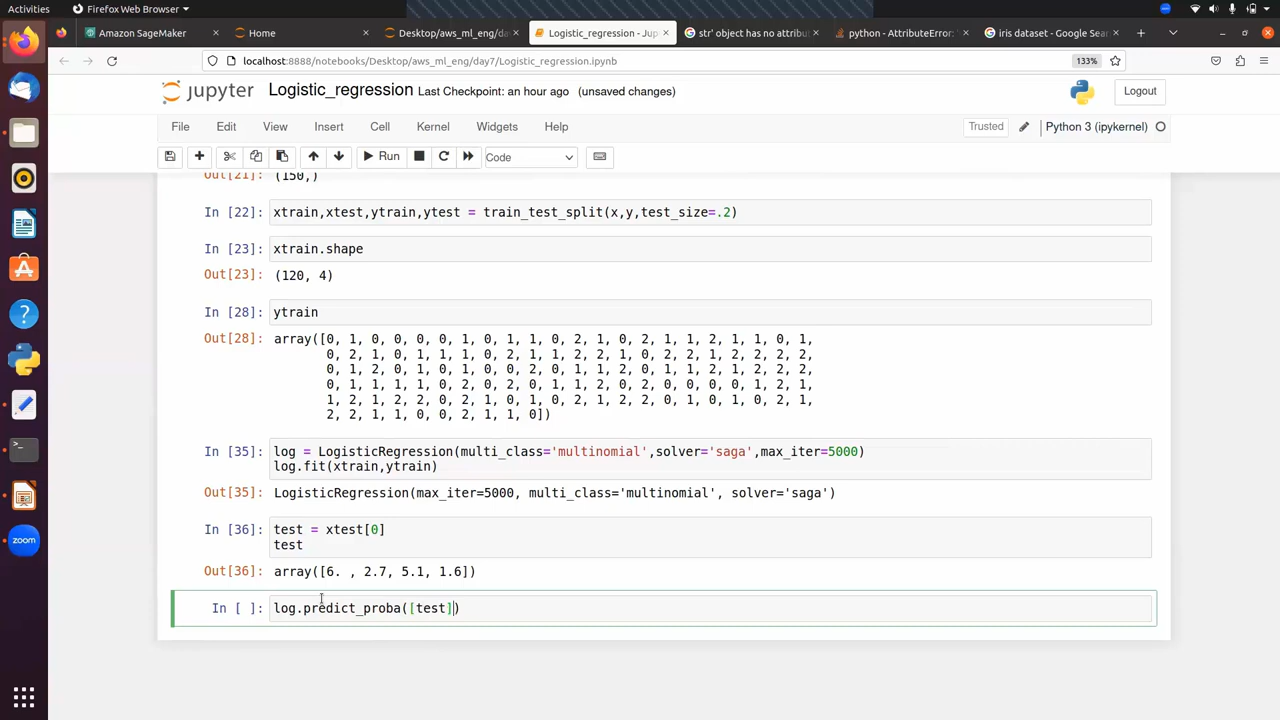 Activities
Firefox Web Browser
Amazon SageMaker
Home
Desktop/aws_ml_eng/da
Logistic_regression - Jup
str' object has no attribu
python - AttributeError: '
iris dataset - Google Sea
localhost:8888/notebooks/Desktop/aws_ml_eng/day7/Logistic_regression.ipynb
133%
jupyter
Logistic_regression
Last Checkpoint: an hour ago
(unsaved changes)
Logout
File Edit View Insert Cell Kernel Widgets Help
Trusted
Python 3 (ipykernel)
Run
Code
Out[21]: (150,)
In [22]: xtrain,xtest,ytrain,ytest = train_test_split(x,y,test_size=.2)
In [23]: xtrain.shape
Out[23]: (120, 4)
In [28]: ytrain
Out[28]: array([0, 1, 0, 0, 0, 0, 1, 0, 1, 1, 0, 2, 1, 0, 2, 1, 1, 2, 1, 1, 0, 1,
0, 2, 1, 0, 1, 1, 1, 0, 2, 1, 1, 2, 2, 1, 0, 2, 2, 1, 2, 2, 2, 2,
0, 1, 2, 0, 1, 0, 1, 0, 0, 2, 0, 1, 1, 2, 0, 1, 1, 2, 1, 2, 2, 2,
0, 1, 1, 1, 1, 0, 2, 0, 2, 0, 1, 1, 2, 0, 2, 0, 0, 0, 0, 1, 2, 1,
1, 2, 1, 2, 2, 0, 2, 1, 0, 1, 0, 2, 1, 2, 2, 0, 1, 0, 1, 0, 2, 1,
2, 2, 1, 1, 0, 0, 2, 1, 1, 0])
In [35]: log = LogisticRegression(multi_class='multinomial',solver='saga',max_iter=5000)
log.fit(xtrain,ytrain)
Out[35]: LogisticRegression(max_iter=5000, multi_class='multinomial', solver='saga')
In [36]: test = xtest[0]
test
Out[36]: array([6. , 2.7, 5.1, 1.6])
In [ ]: log.predict_proba([test])
zoom